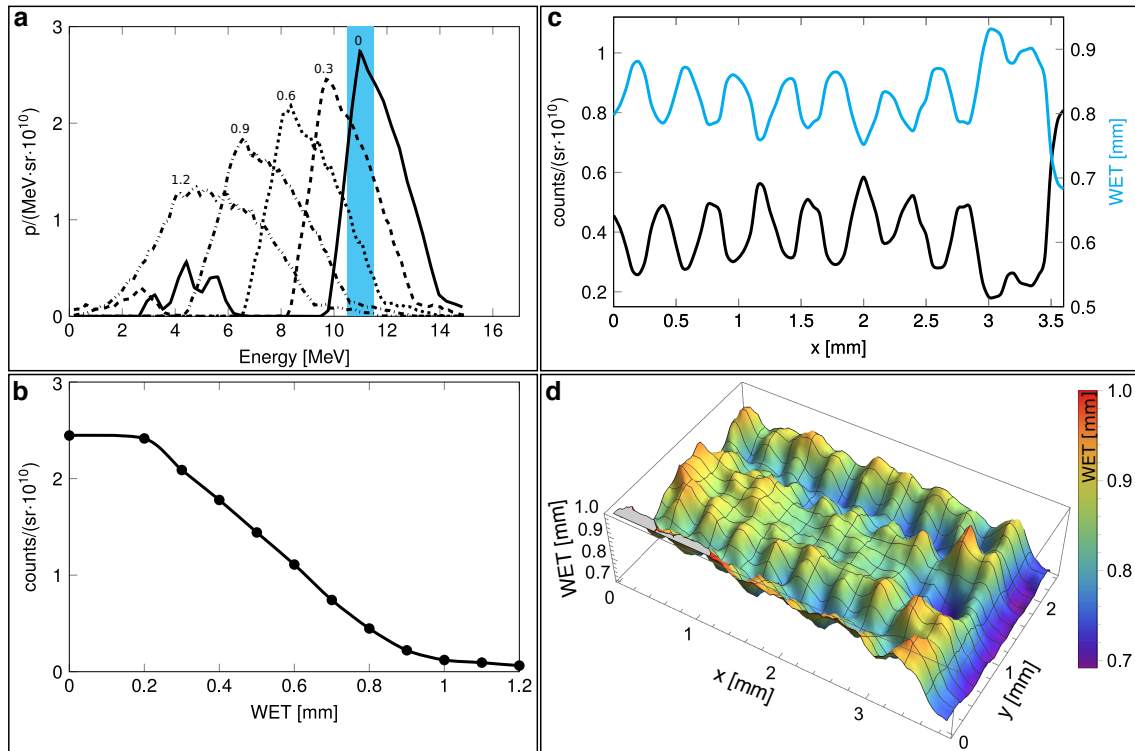 a
3
2
1
0
p/(MeV·sr·10¹⁰)
0
0.3
0.6
0.9
1.2
0 2 4 6 8 10 12 14 16
Energy [MeV]
b
3
2
1
0
counts/(sr·10¹⁰)
0 0.2 0.4 0.6 0.8 1.0 1.2
WET [mm]
c
1
0.8
0.6
0.4
0.2
counts/(sr·10¹⁰)
0.9
0.8
0.7
0.6
0.5
WET [mm]
0 0.5 1 1.5 2 2.5 3 3.5
x [mm]
d
1.0
0.9
0.8
0.7
WET [mm]
0
1
2
3
x [mm]
0
1
2
y [mm]
1.0
0.9
0.8
0.7
WET [mm]